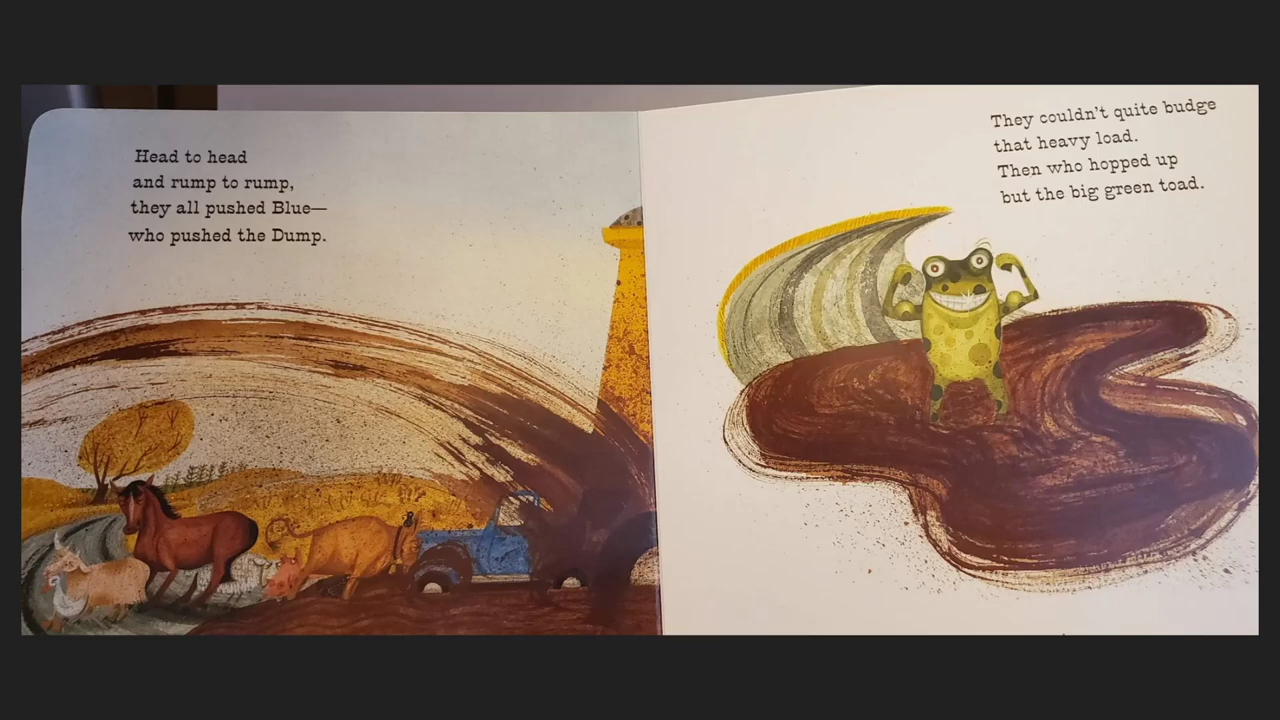 Head to head
and rump to rump,
they all pushed Blue—
who pushed the Dump.
They couldn't quite budge
that heavy load.
Then who hopped up
but the big green toad.